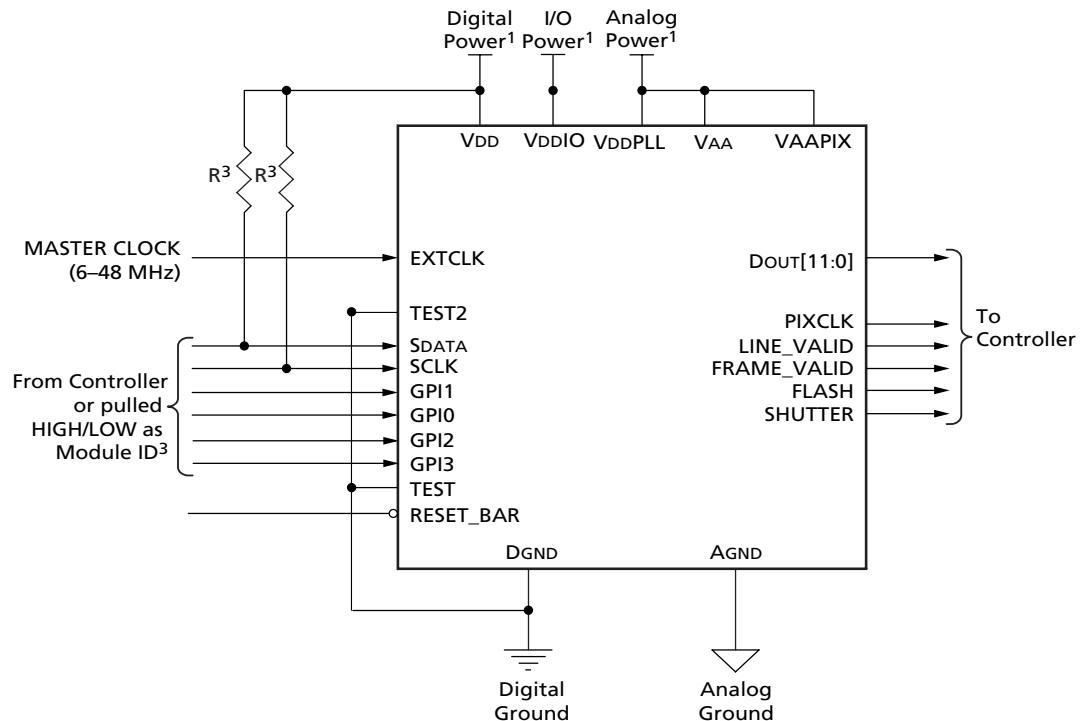 Digital
Power1
I/O
Power1
Analog
Power1
VDD
VDDIO
VDDPLL
VAA
VAAPIX
R3
R3
MASTER CLOCK
(6–48 MHz)
EXTCLK
TEST2
SDATA
SCLK
GPI1
GPI0
GPI2
GPI3
TEST
RESET_BAR
From Controller
or pulled
HIGH/LOW as
Module ID3
DOUT[11:0]
PIXCLK
LINE_VALID
FRAME_VALID
FLASH
SHUTTER
To
Controller
DGND
AGND
Digital
Ground
Analog
Ground